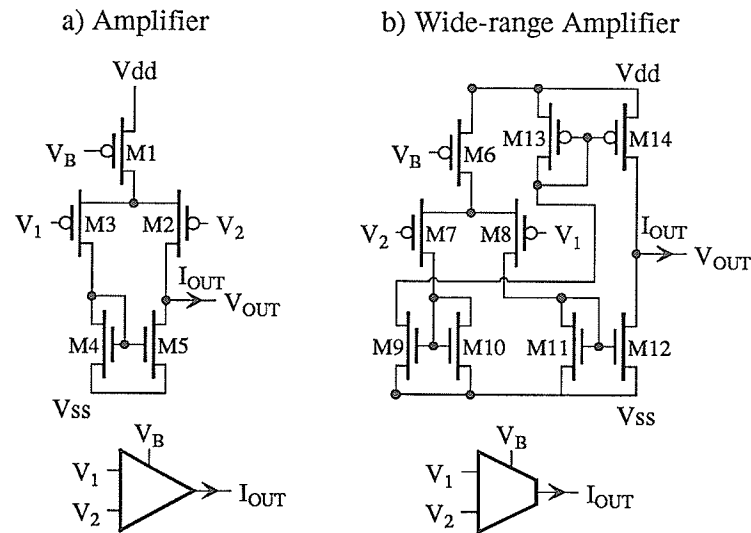 a) Amplifier
b) Wide-range Amplifier
Vdd
V_B
M1
V_1
M3
M2
V_2
I_OUT
V_OUT
M4
M5
Vss
V_B
V_1
V_2
I_OUT
Vdd
M13
M14
V_B
M6
V_2
M7
M8
V_1
I_OUT
V_OUT
M9
M10
M11
M12
Vss
V_B
V_1
V_2
I_OUT